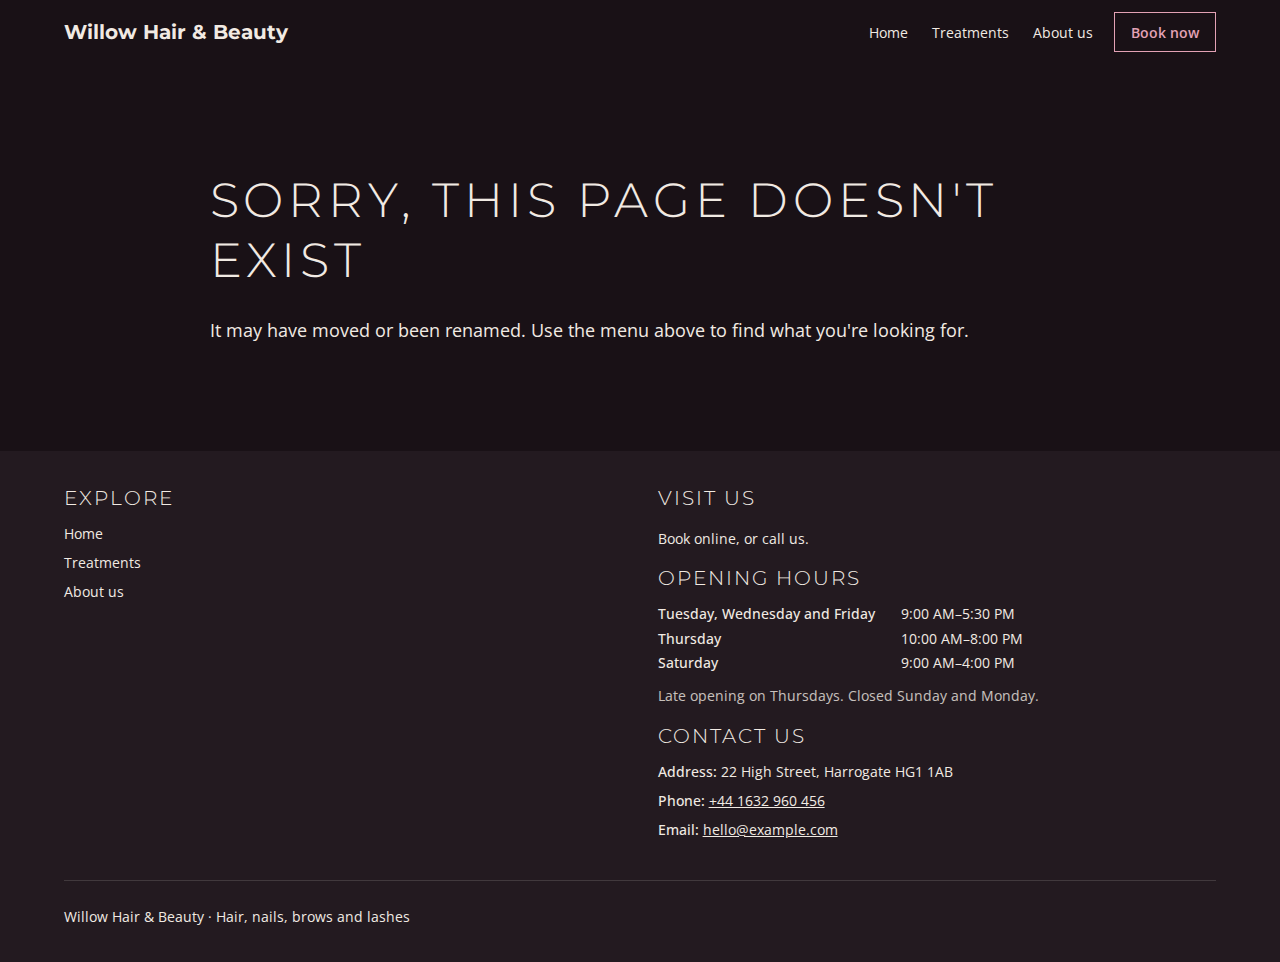 Willow Hair & Beauty
Home
Treatments
About us
Book now
SORRY, THIS PAGE DOESN'T
EXIST
It may have moved or been renamed. Use the menu above to find what you're looking for.
EXPLORE
Home
Treatments
About us
VISIT US
Book online, or call us.
OPENING HOURS
Tuesday, Wednesday and Friday 9:00 AM–5:30 PM
Thursday 10:00 AM–8:00 PM
Saturday 9:00 AM–4:00 PM
Late opening on Thursdays. Closed Sunday and Monday.
CONTACT US
Address: 22 High Street, Harrogate HG1 1AB
Phone: +44 1632 960 456
Email: hello@example.com
Willow Hair & Beauty · Hair, nails, brows and lashes